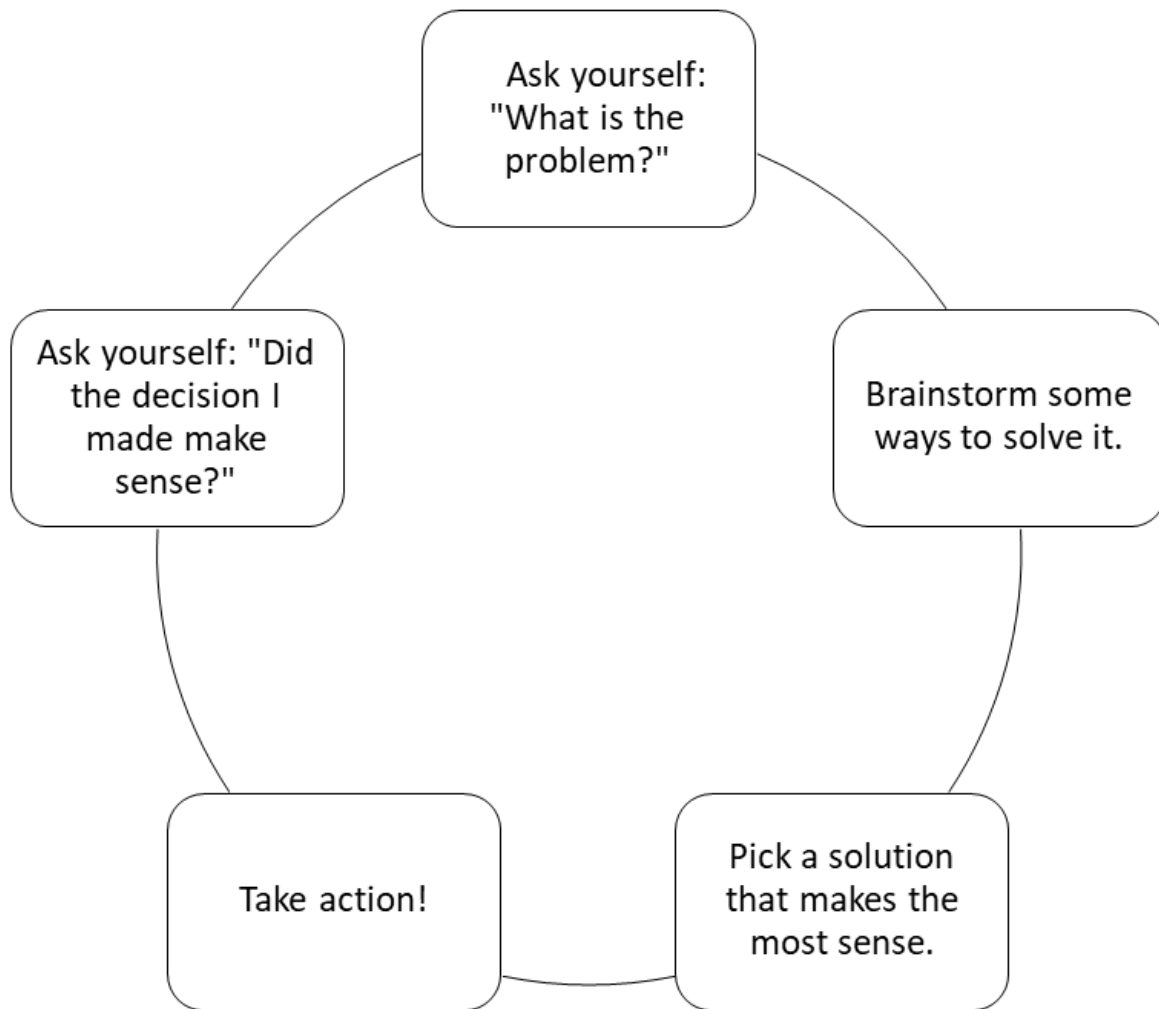 Ask yourself:
"What is the
problem?"
Brainstorm some
ways to solve it.
Pick a solution
that makes the
most sense.
Take action!
Ask yourself: "Did
the decision I
made make
sense?"